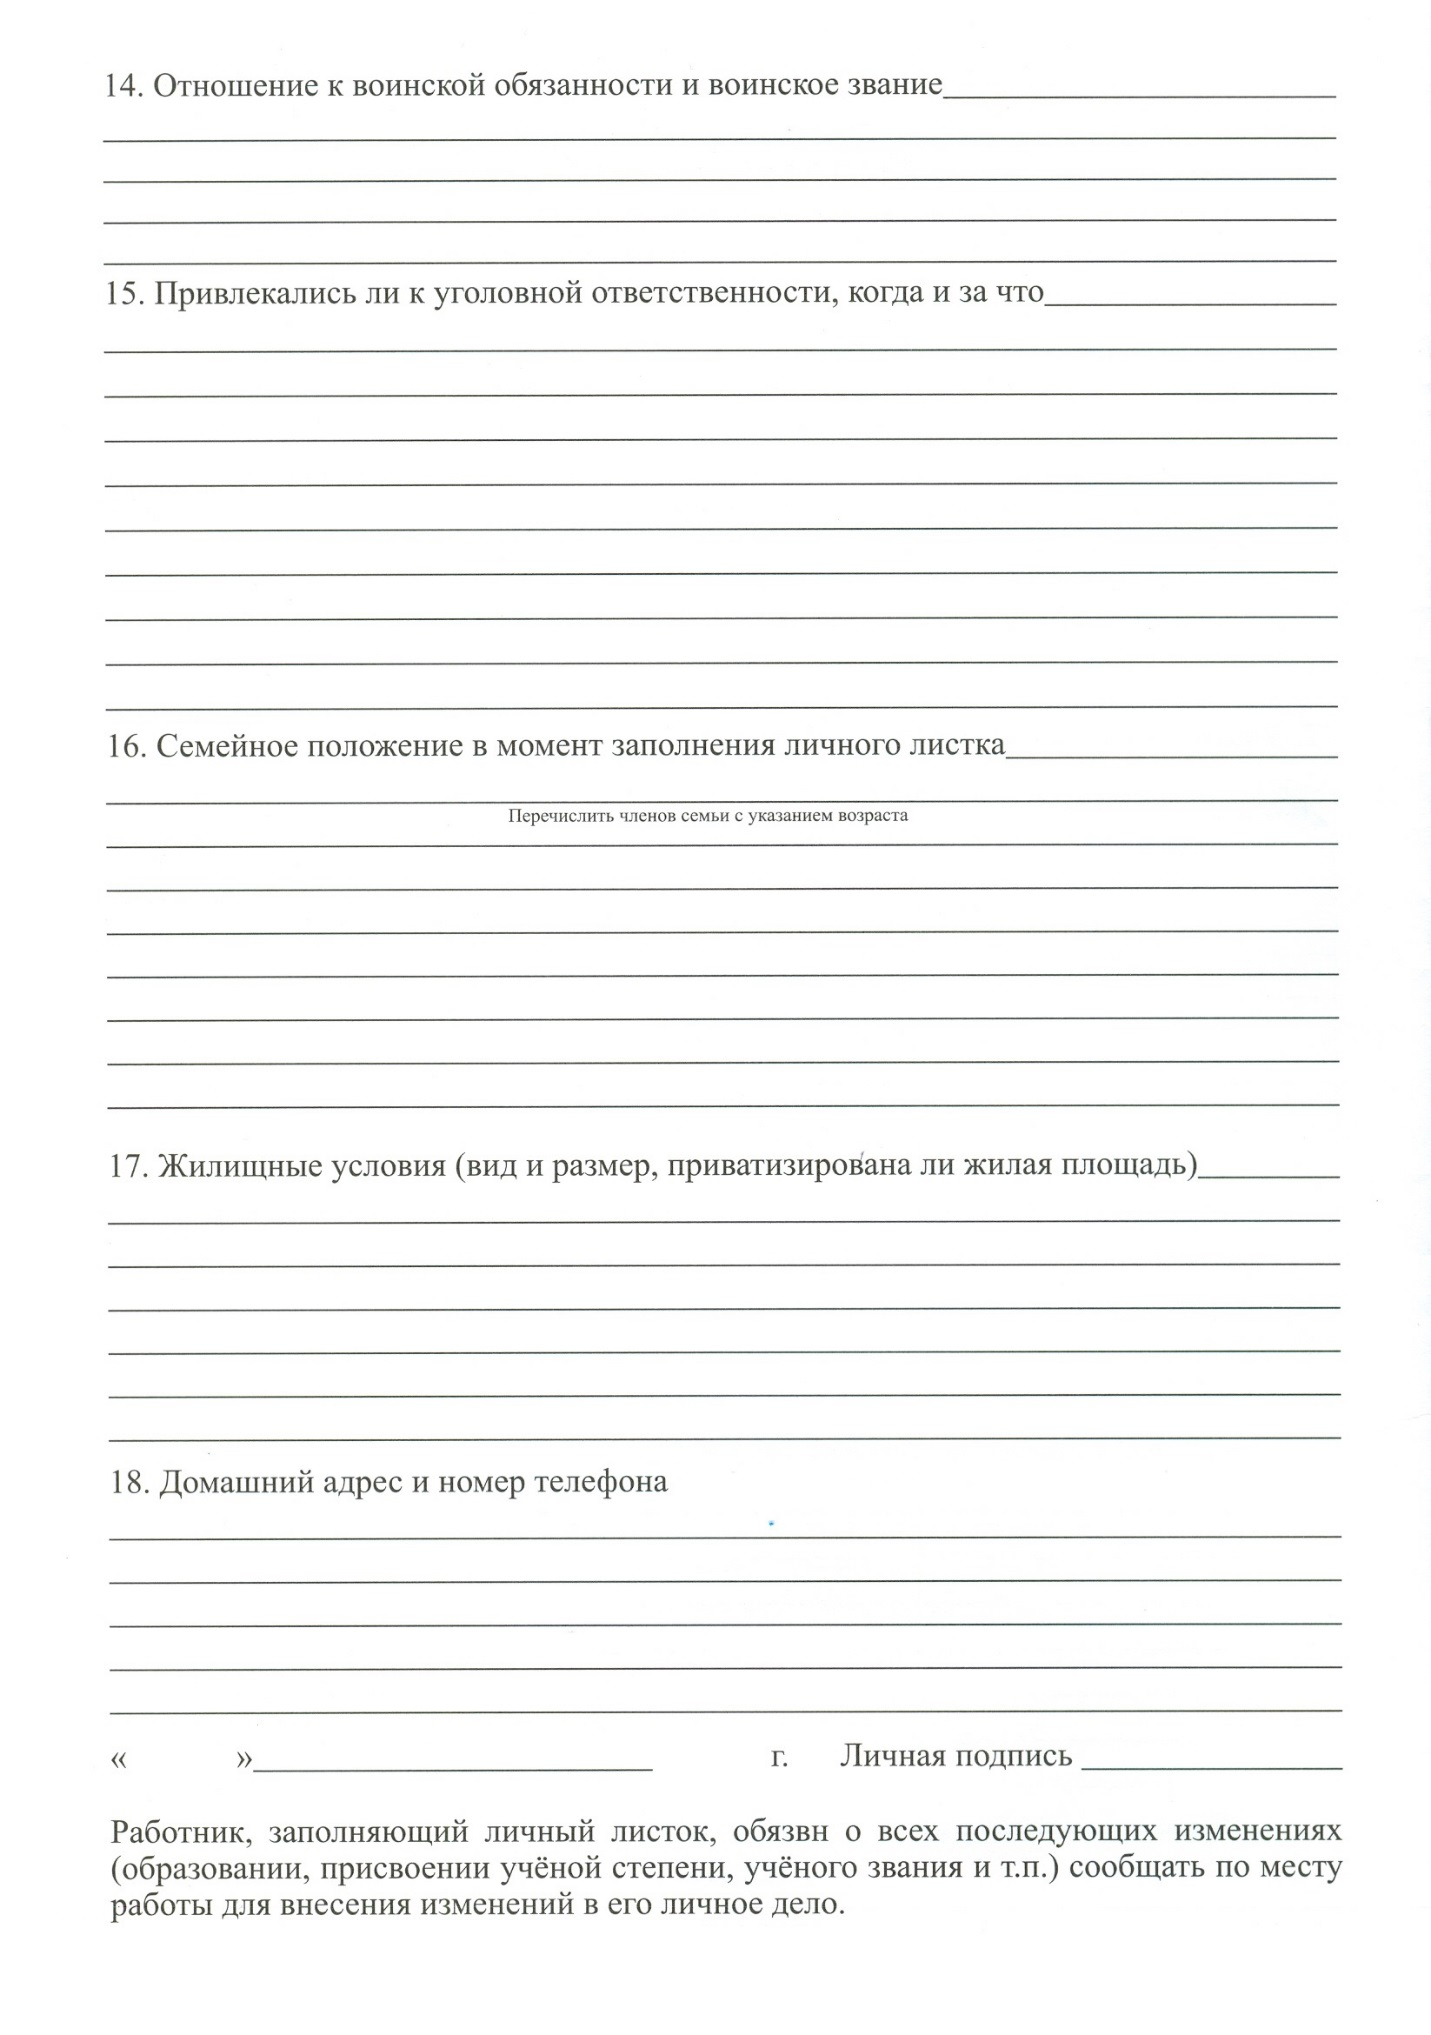 14. Отношение к воинской обязанности и воинское звание
15. Привлекались ли к уголовной ответственности, когда и за что
16. Семейное положение в момент заполнения личного листка
Перечислить членов семьи с указанием возраста
17. Жилищные условия (вид и размер, приватизирована ли жилая площадь)
18. Домашний адрес и номер телефона
« » г. Личная подпись
Работник, заполняющий личный листок, обязвн о всех последующих изменениях
(образовании, присвоении учёной степени, учёного звания и т.п.) сообщать по месту
работы для внесения изменений в его личное дело.